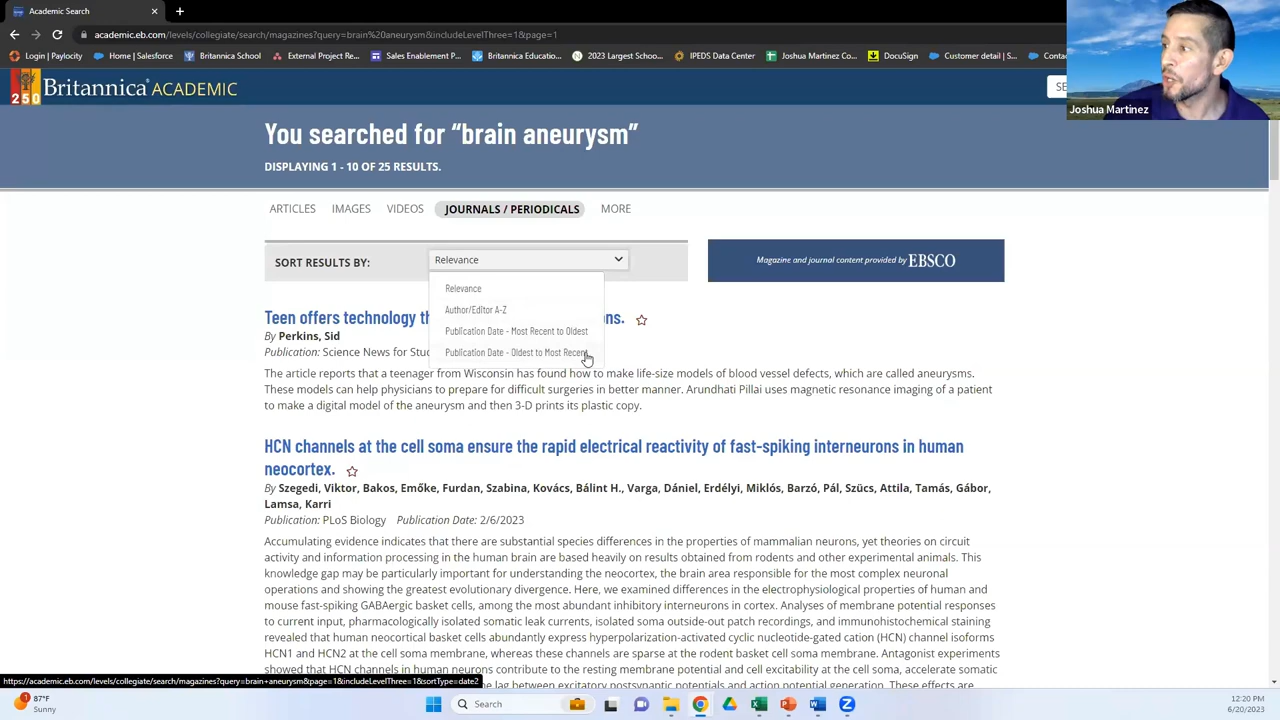 Academic Search
academic.eb.com/levels/collegiate/search/magazines?query=brain%20aneurysm&includeLevelThree=1&page=1
Login | Paylocity
Home | Salesforce
Britannica School
External Project Re...
Sales Enablement P...
Britannica Educatio...
2023 Largest Schoo...
IPEDS Data Center
Joshua Martinez Co...
DocuSign
Customer detail | S...
Conta
Joshua Martinez
250
Britannica ACADEMIC
SE
You searched for “brain aneurysm”
DISPLAYING 1 - 10 OF 25 RESULTS.
ARTICLES IMAGES VIDEOS JOURNALS / PERIODICALS MORE
SORT RESULTS BY:
Relevance
Magazine and journal content provided by EBSCO
Relevance
Author/Editor A-Z
Publication Date - Most Recent to Oldest
Publication Date - Oldest to Most Recent
Teen offers technology th
ns.
By Perkins, Sid
Publication: Science News for Stud
The article reports that a teenager from Wisconsin has found how to make life-size models of blood vessel defects, which are called aneurysms.
These models can help physicians to prepare for difficult surgeries in better manner. Arundhati Pillai uses magnetic resonance imaging of a patient
to make a digital model of the aneurysm and then 3-D prints its plastic copy.
HCN channels at the cell soma ensure the rapid electrical reactivity of fast-spiking interneurons in human
neocortex.
By Szegedi, Viktor, Bakos, Emőke, Furdan, Szabina, Kovács, Bálint H., Varga, Dániel, Erdélyi, Miklós, Barzó, Pál, Szücs, Attila, Tamás, Gábor,
Lamsa, Karri
Publication: PLoS Biology Publication Date: 2/6/2023
Accumulating evidence indicates that there are substantial species differences in the properties of mammalian neurons, yet theories on circuit
activity and information processing in the human brain are based heavily on results obtained from rodents and other experimental animals. This
knowledge gap may be particularly important for understanding the neocortex, the brain area responsible for the most complex neuronal
operations and showing the greatest evolutionary divergence. Here, we examined differences in the electrophysiological properties of human and
mouse fast-spiking GABAergic basket cells, among the most abundant inhibitory interneurons in cortex. Analyses of membrane potential responses
to current input, pharmacologically isolated somatic leak currents, isolated soma outside-out patch recordings, and immunohistochemical staining
revealed that human neocortical basket cells abundantly express hyperpolarization-activated cyclic nucleotide-gated cation (HCN) channel isoforms
HCN1 and HCN2 at the cell soma membrane, whereas these channels are sparse at the rodent basket cell soma membrane. Antagonist experiments
showed that HCN channels in human neurons contribute to the resting membrane potential and cell excitability at the cell soma, accelerate somatic
the lag between excitatory postsynaptic potentials and action potential generation. These effects are
https://academic.eb.com/levels/collegiate/search/magazines?query=brain+aneurysm&page=1&includeLevelThree=1&sortType=date2
1
87°F
Sunny
Search
12:20 PM
6/20/2023